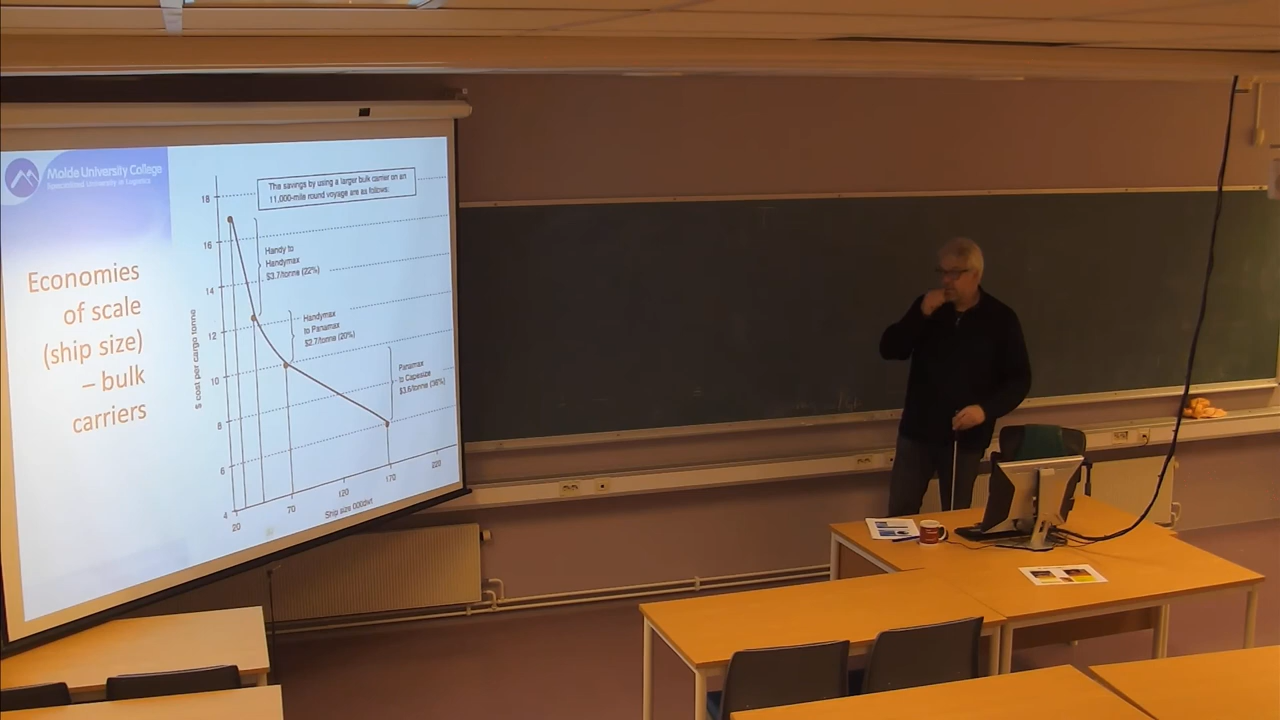 Molde University College
Specialized University in Logistics
Economies
of scale
(ship size)
– bulk
carriers
The savings by using a larger bulk carrier on an
11,000-mile round voyage are as follows:
18
16
14
12
10
8
6
4
$ cost per cargo tonne
Handy to
Handymax
$3.7/tonne (22%)
Handymax
to Panamax
$2.7/tonne (20%)
Panamax
to Capesize
$3.6/tonne (36%)
20
70
120
170
220
Ship size 000dwt